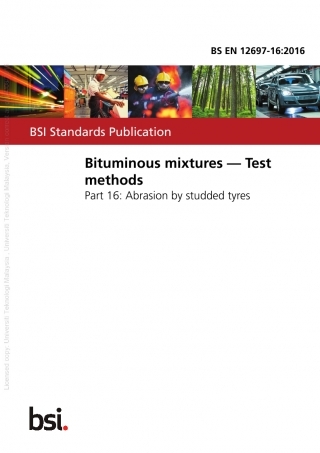 BS EN 12697-16:2016
BSI Standards Publication
Bituminous mixtures — Test
methods
Part 16: Abrasion by studded tyres
Licensed copy: Universiti Teknologi Malaysia, Universiti Teknologi Malaysia, Version
bsi.